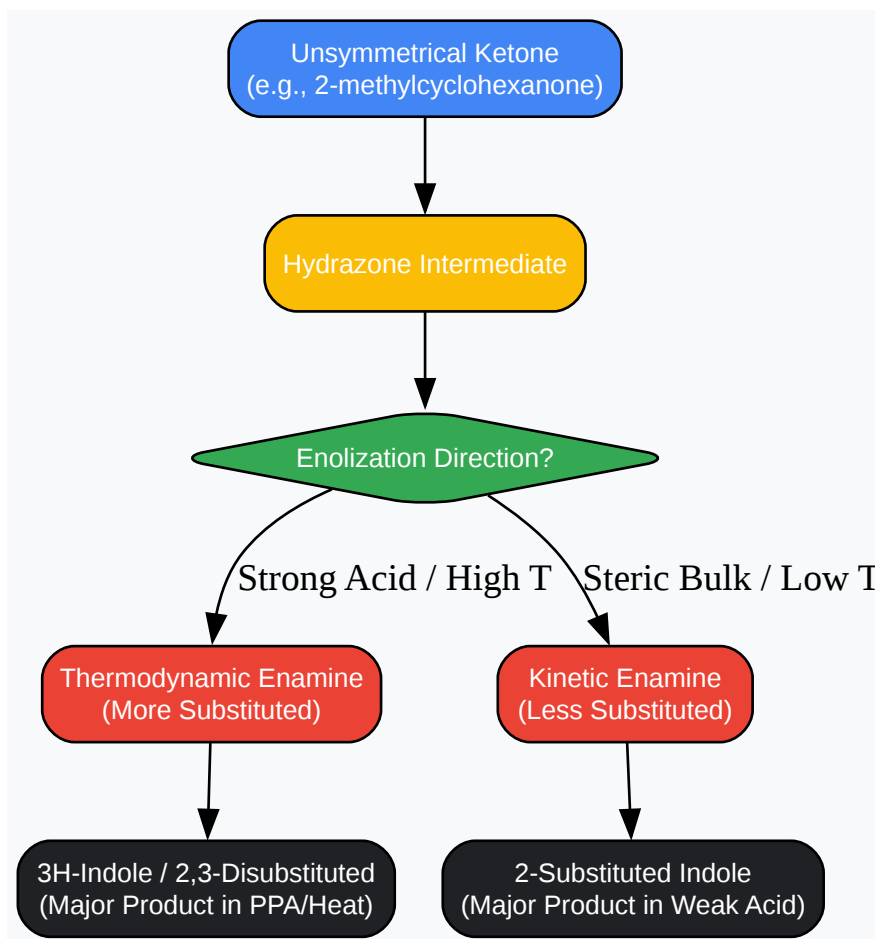 Unsymmetrical Ketone
(e.g., 2-methylcyclohexanone)
Hydrazone Intermediate
Enolization Direction?
Strong Acid / High T
Steric Bulk / Low T
Thermodynamic Enamine
(More Substituted)
Kinetic Enamine
(Less Substituted)
3H-Indole / 2,3-Disubstituted
(Major Product in PPA/Heat)
2-Substituted Indole
(Major Product in Weak Acid)